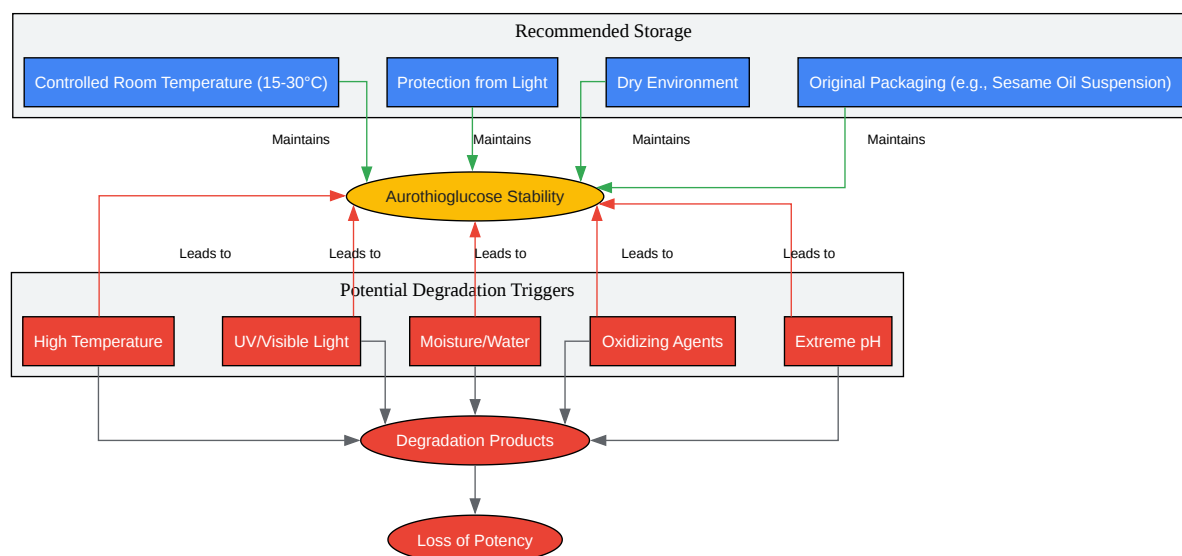 Recommended Storage
Controlled Room Temperature (15-30°C)
Protection from Light
Dry Environment
Original Packaging (e.g., Sesame Oil Suspension)
Maintains
Maintains
Maintains
Maintains
Aurothioglucose Stability
Leads to
Leads to
Leads to
Leads to
Leads to
Potential Degradation Triggers
High Temperature
UV/Visible Light
Moisture/Water
Oxidizing Agents
Extreme pH
Degradation Products
Loss of Potency